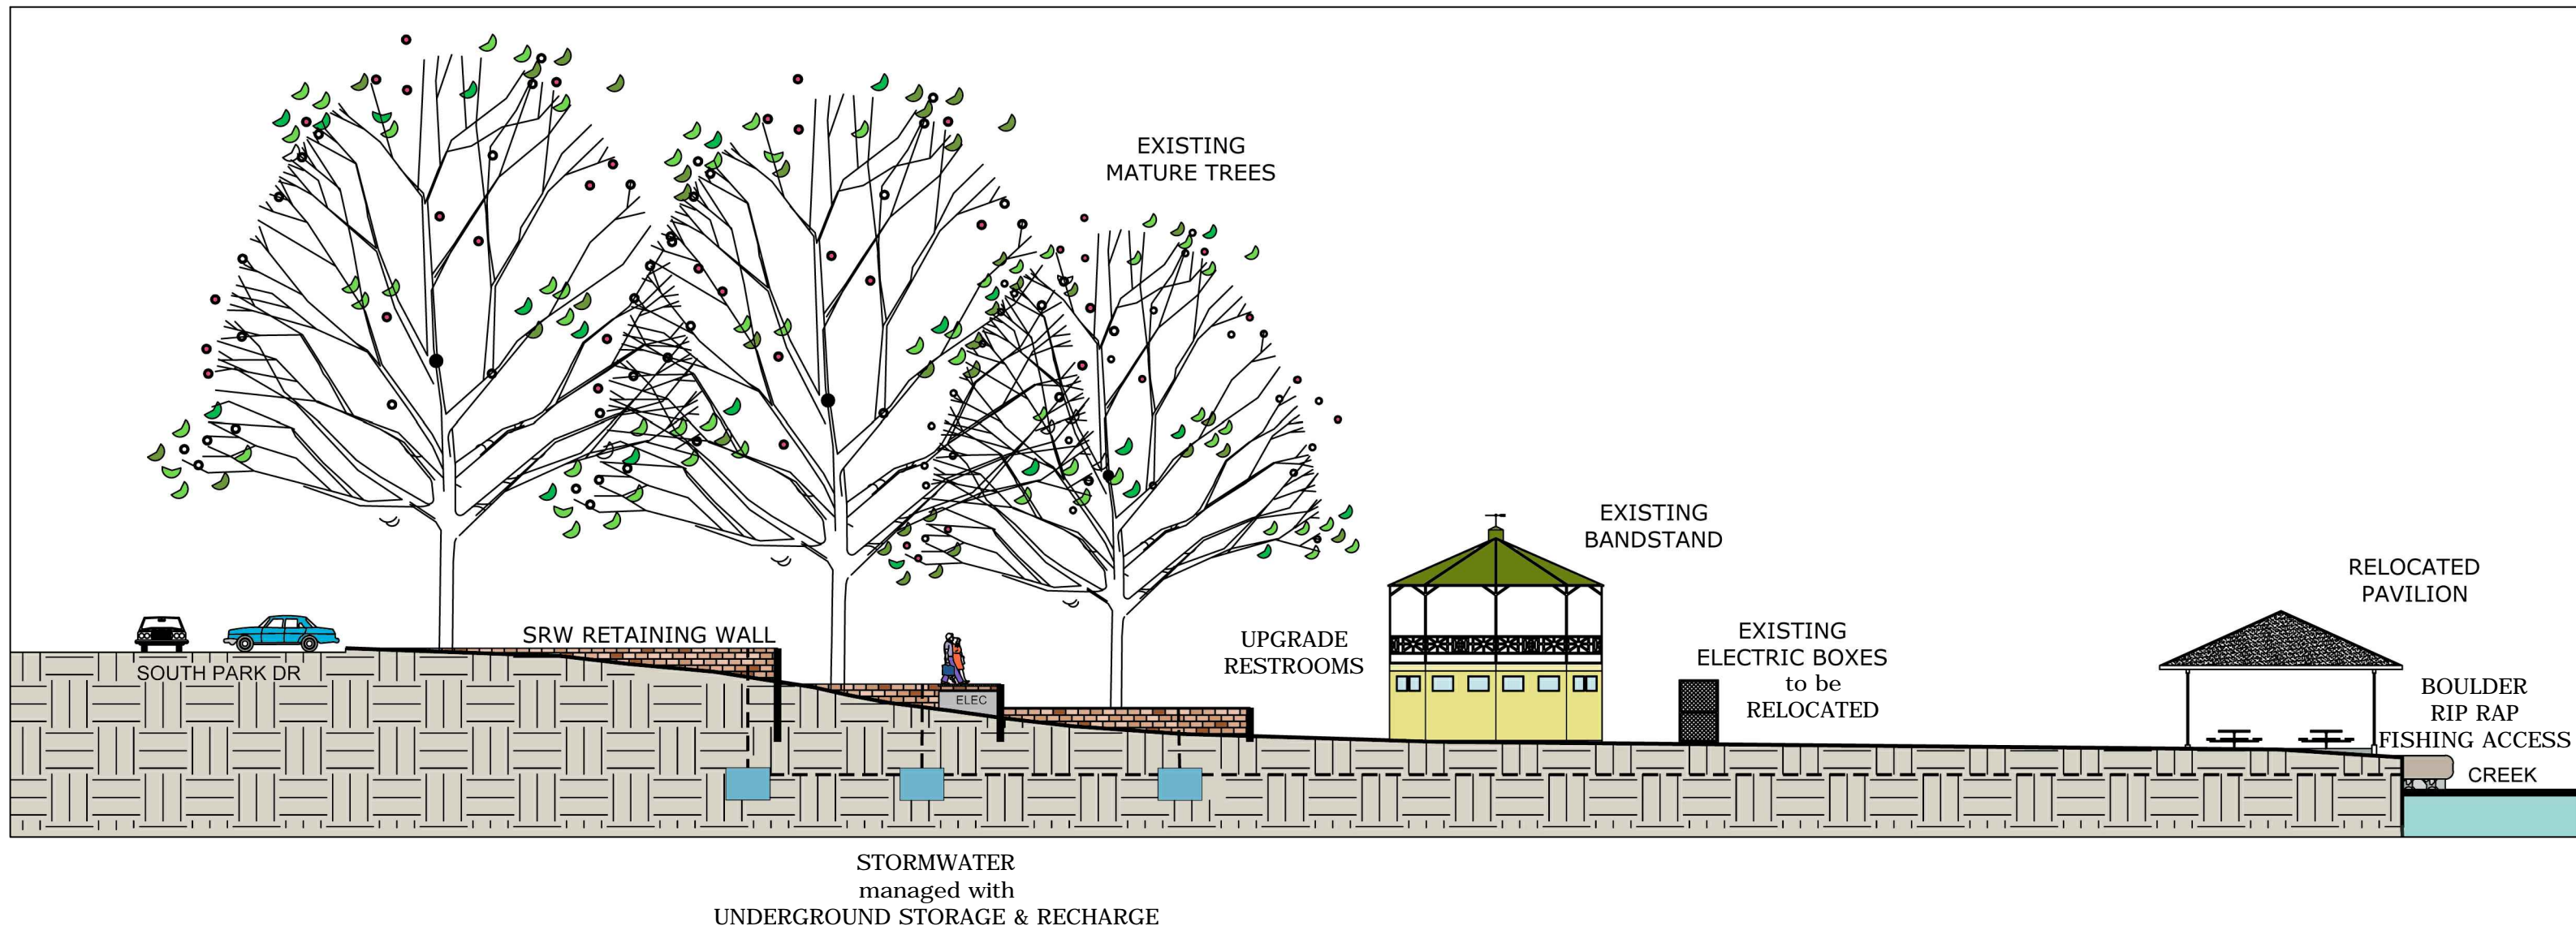 EXISTING
MATURE TREES
EXISTING
BANDSTAND
RELOCATED
PAVILION
SRW RETAINING WALL
UPGRADE
RESTROOMS
EXISTING
ELECTRIC BOXES
to be
RELOCATED
SOUTH PARK DR
ELEC
BOULDER
RIP RAP
FISHING ACCESS
CREEK
STORMWATER
managed with
UNDERGROUND STORAGE & RECHARGE